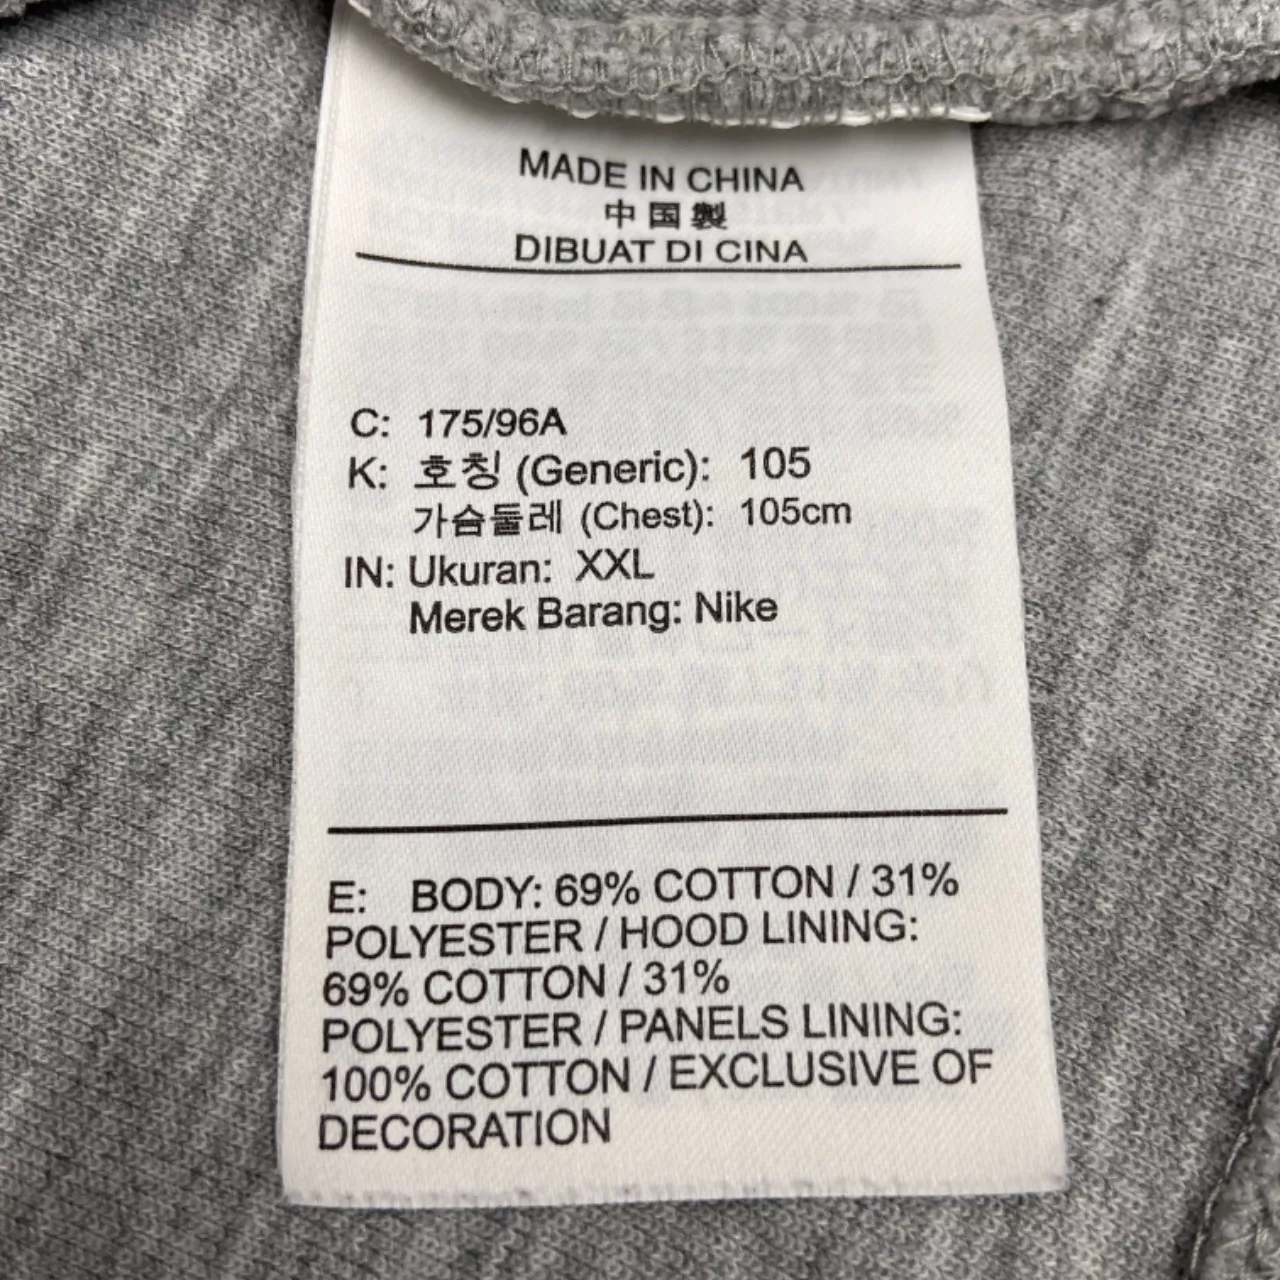 MADE IN CHINA
中国製
DIBUAT DI CINA
C: 175/96A
K: 호칭 (Generic): 105
가슴둘레 (Chest): 105cm
IN: Ukuran: XXL
Merek Barang: Nike
E: BODY: 69% COTTON / 31%
POLYESTER / HOOD LINING:
69% COTTON / 31%
POLYESTER / PANELS LINING:
100% COTTON / EXCLUSIVE OF
DECORATION